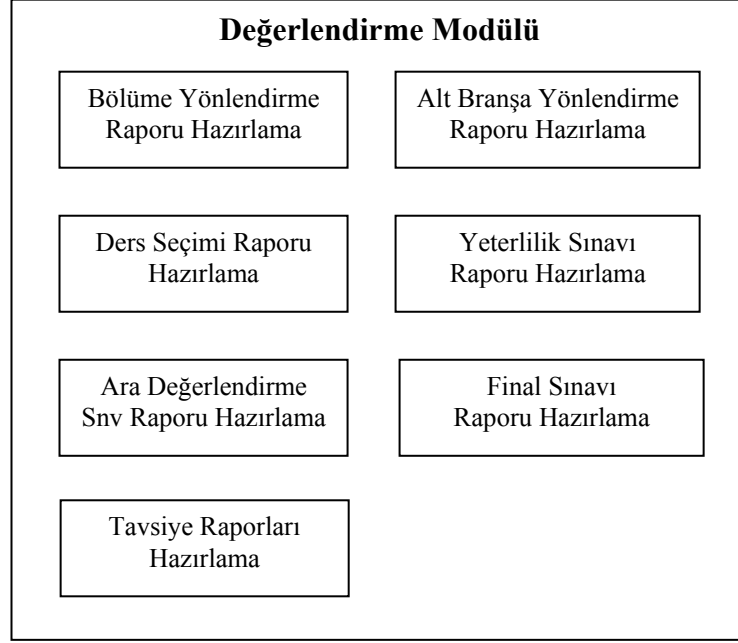 Değerlendirme Modülü
Bölüme Yönlendirme
Raporu Hazırlama
Alt Branşa Yönlendirme
Raporu Hazırlama
Ders Seçimi Raporu
Hazırlama
Yeterlilik Sınavı
Raporu Hazırlama
Ara Değerlendirme
Snv Raporu Hazırlama
Final Sınavı
Raporu Hazırlama
Tavsiye Raporları
Hazırlama